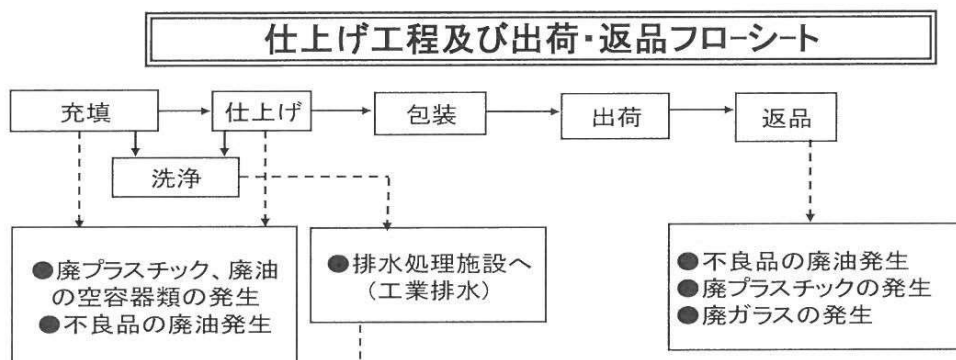 仕上げ工程及び出荷・返品フローシート
充填
仕上げ
包装
出荷
返品
洗浄
●廃プラスチック、廃油
の空容器類の発生
●不良品の廃油発生
●排水処理施設へ
(工業排水)
●不良品の廃油発生
●廃プラスチックの発生
●廃ガラスの発生